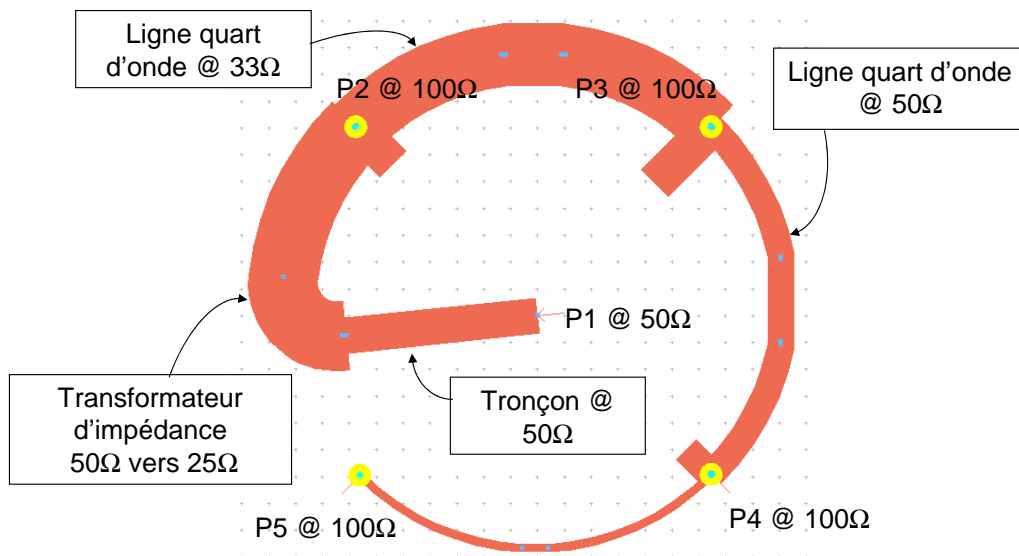 Ligne quart
d'onde @ 33Ω
P2 @ 100Ω
P3 @ 100Ω
Ligne quart d'onde
@ 50Ω
P1 @ 50Ω
Transformateur
d'impédance
50Ω vers 25Ω
Tronçon @
50Ω
P5 @ 100Ω
P4 @ 100Ω